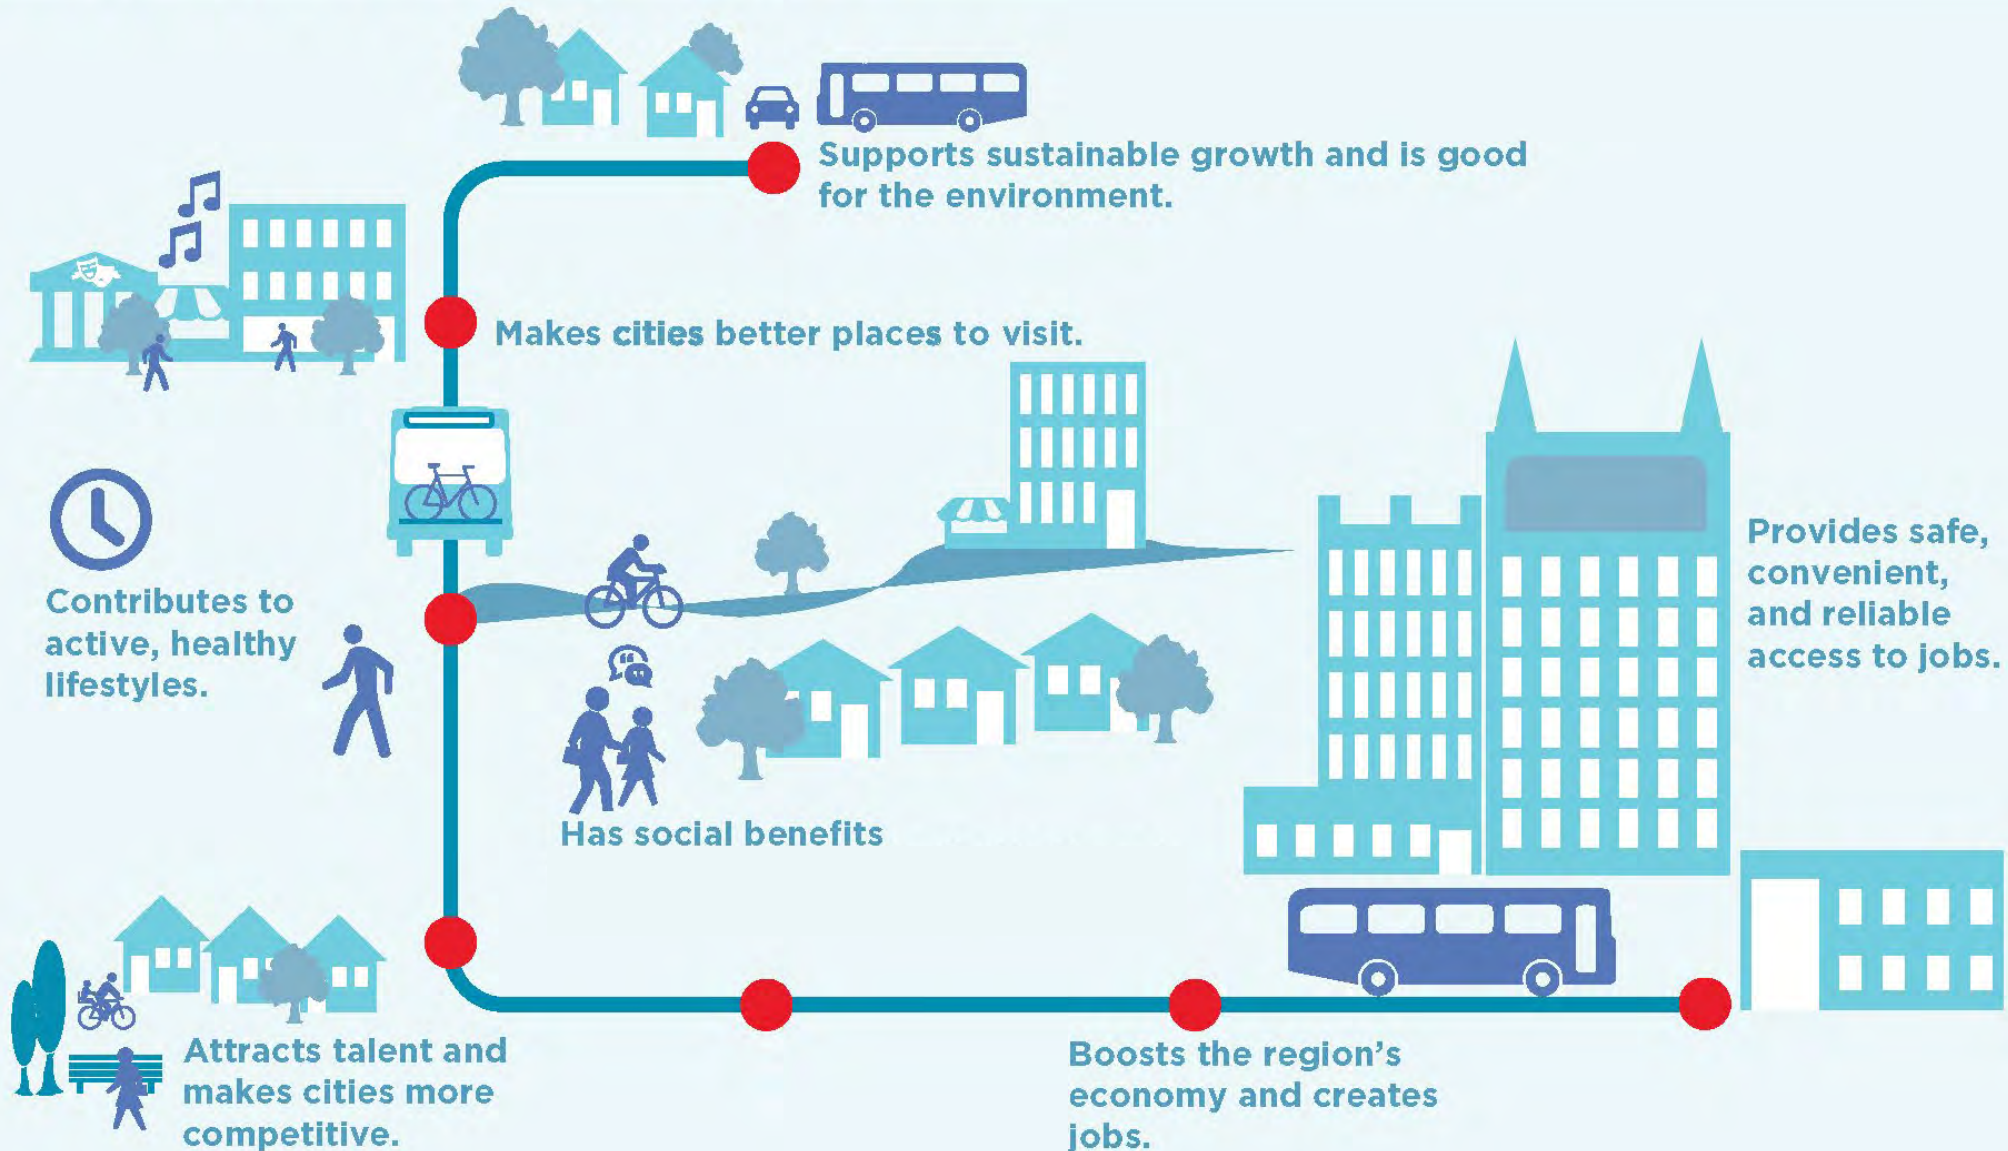 Supports sustainable growth and is good
for the environment.
Makes cities better places to visit.
Contributes to
active, healthy
lifestyles.
Provides safe,
convenient,
and reliable
access to jobs.
Has social benefits
Attracts talent and
makes cities more
competitive.
Boosts the region's
economy and creates
jobs.